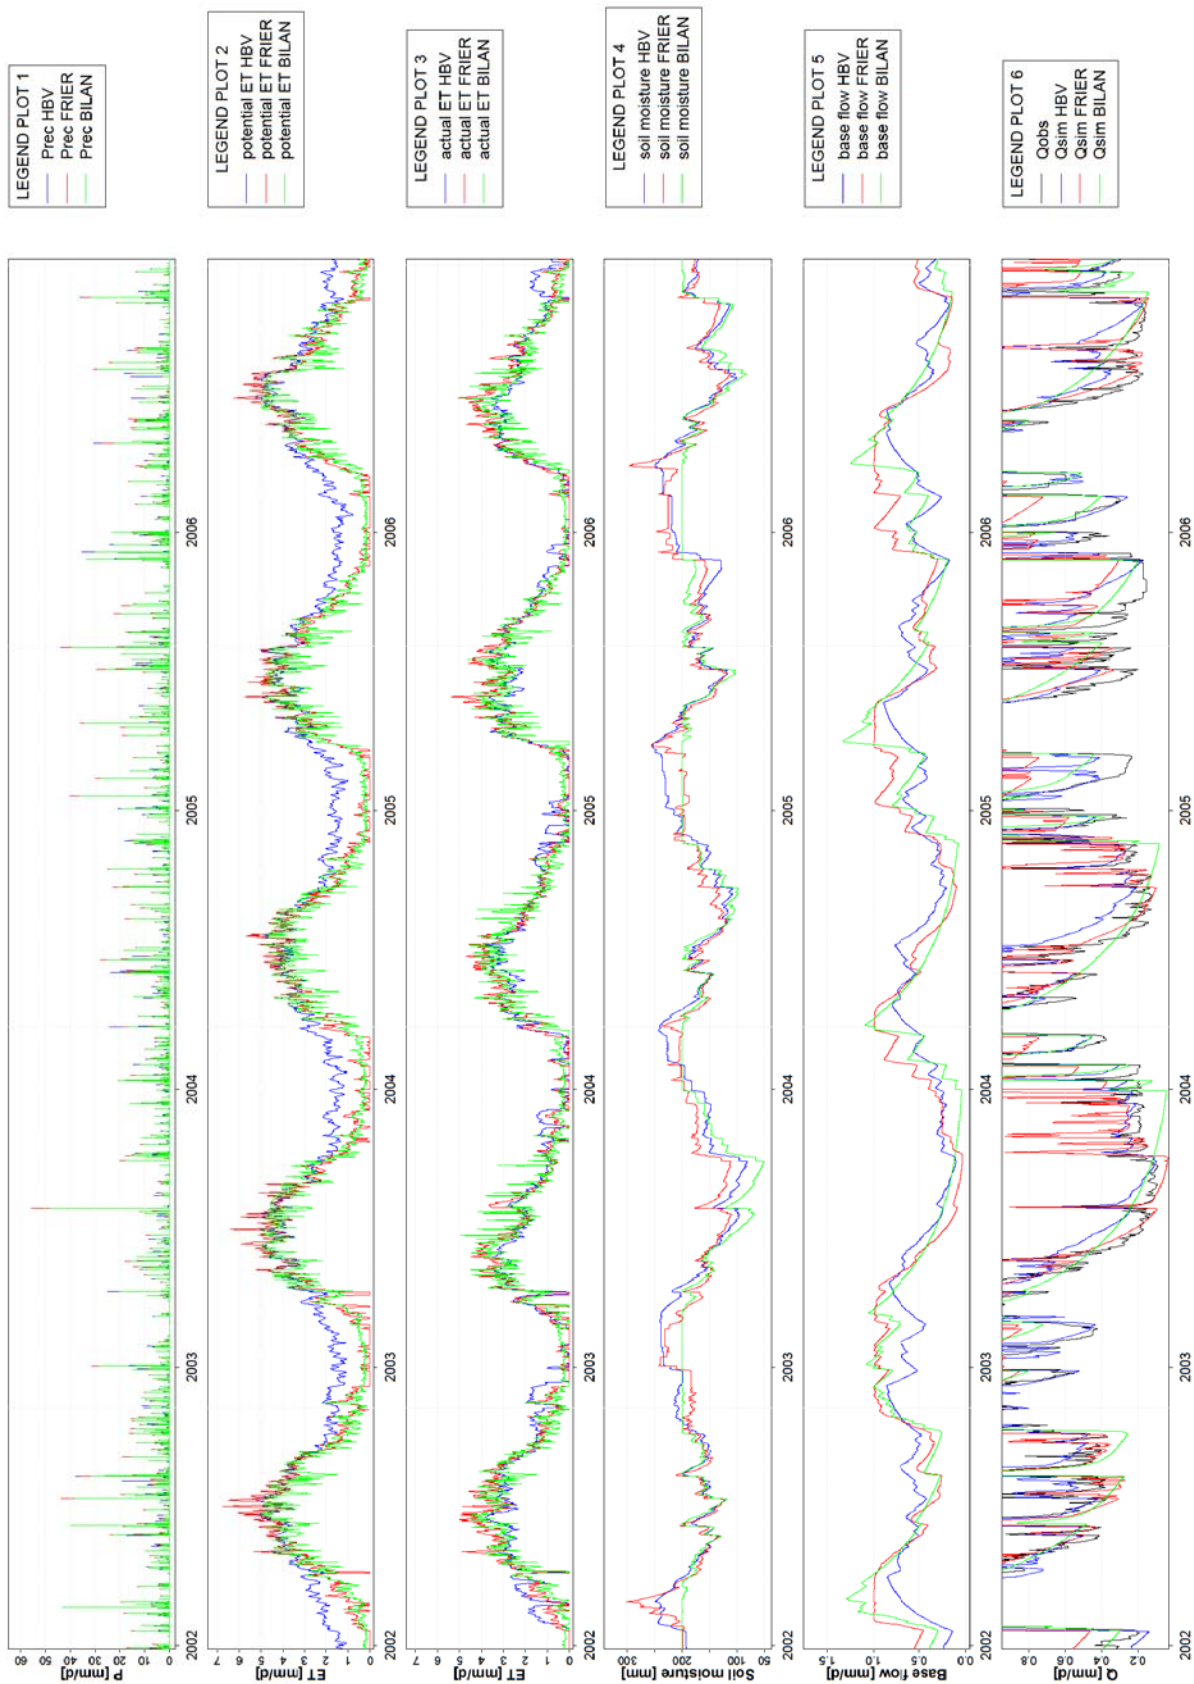 LEGEND PLOT 1
Prec HBV
Prec FRIER
Prec BILAN
P [mm/d]
0 10 20 30 40 50 60
2002 2003 2004 2005 2006
LEGEND PLOT 2
potential ET HBV
potential ET FRIER
potential ET BILAN
ET [mm/d]
0 1 2 3 4 5 6 7
2002 2003 2004 2005 2006
LEGEND PLOT 3
actual ET HBV
actual ET FRIER
actual ET BILAN
ET [mm/d]
0 1 2 3 4 5 6 7
2002 2003 2004 2005 2006
LEGEND PLOT 4
soil moisture HBV
soil moisture FRIER
soil moisture BILAN
Soil moisture [mm]
50 100 200 300
2002 2003 2004 2005 2006
LEGEND PLOT 5
base flow HBV
base flow FRIER
base flow BILAN
Base flow [mm/d]
0.0 0.5 1.0 1.5
2002 2003 2004 2005 2006
LEGEND PLOT 6
Qobs
Qsim HBV
Qsim FRIER
Qsim BILAN
Q [mm/d]
0.2 0.4 0.6 0.8
2002 2003 2004 2005 2006